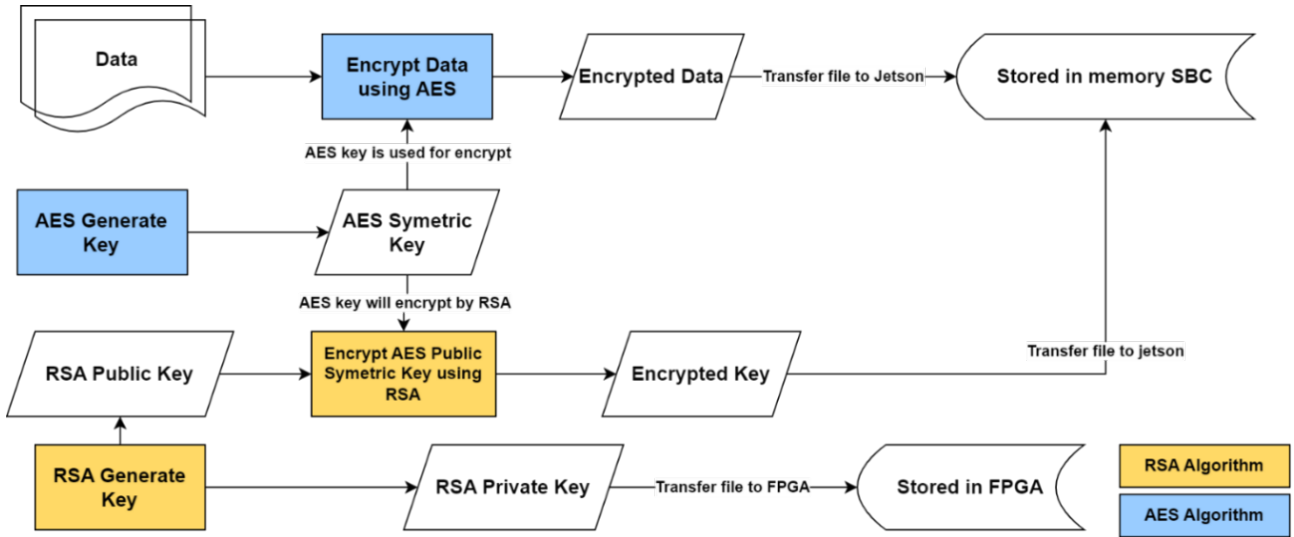 Data
Encrypt Data
using AES
Encrypted Data
Transfer file to Jetson
Stored in memory SBC
AES key is used for encrypt
AES Generate
Key
AES Symetric
Key
AES key will encrypt by RSA
RSA Public Key
Encrypt AES Public
Symetric Key using
RSA
Encrypted Key
Transfer file to jetson
RSA Generate
Key
RSA Private Key
Transfer file to FPGA
Stored in FPGA
RSA Algorithm
AES Algorithm